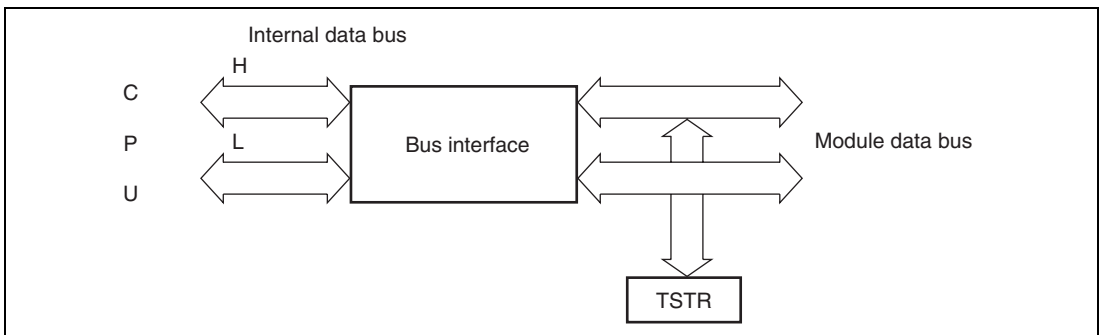 Internal data bus
H
C
P
L
Bus interface
Module data bus
U
TSTR